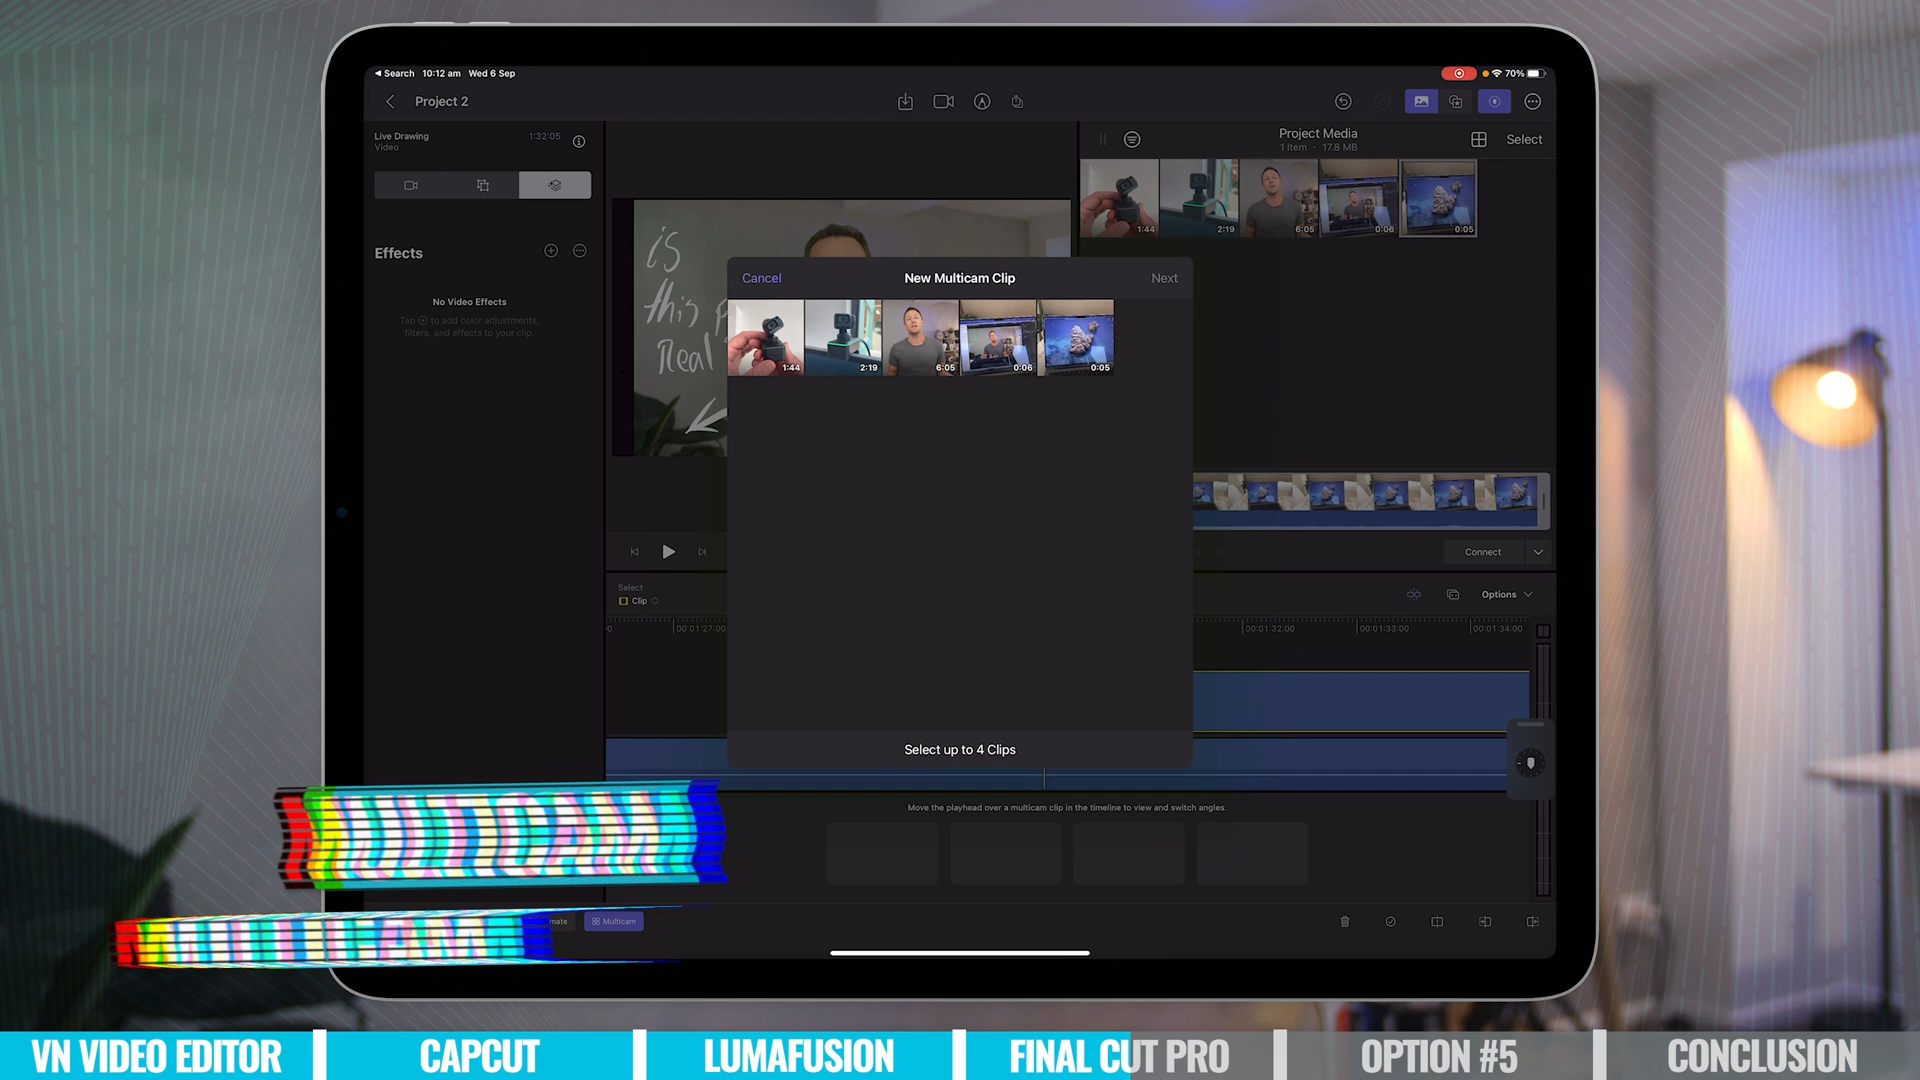 Search 10:12 am Wed 6 Sep
70%
Project 2
Live Drawing
Video
1:32:05
Project Media
1 Item · 17.8 MB
Select
1:44
2:19
6:05
0:06
0:05
Effects
No Video Effects
Tap to add color adjustments,
filters, and effects to your clip.
is
this
Real
Cancel
New Multicam Clip
Next
1:44
2:19
6:05
0:06
0:05
Select up to 4 Clips
Connect
Select
Clip
Options
00:01:27:00
00:01:32:00
00:01:33:00
00:01:34:00
Move the playhead over a multicam clip in the timeline to view and switch angles.
MULTICAM
Multicam
VN VIDEO EDITOR
CAPCUT
LUMAFUSION
FINAL CUT PRO
OPTION #5
CONCLUSION